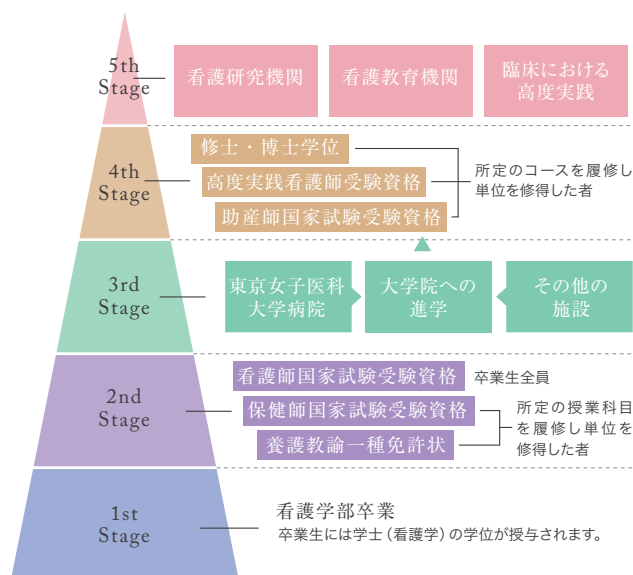 5th
Stage
看護研究機関
看護教育機関
臨床における
高度実践
4th
Stage
修士・博士学位
高度実践看護師受験資格
助産師国家試験受験資格
所定のコースを履修し
単位を修得した者
3rd
Stage
東京女子医科
大学病院
大学院への
進学
その他の
施設
2nd
Stage
看護師国家試験受験資格
卒業生全員
保健師国家試験受験資格
養護教諭一種免許状
所定の授業科目
を履修し単位を
修得した者
1st
Stage
看護学部卒業
卒業生には学士（看護学）の学位が授与されます。